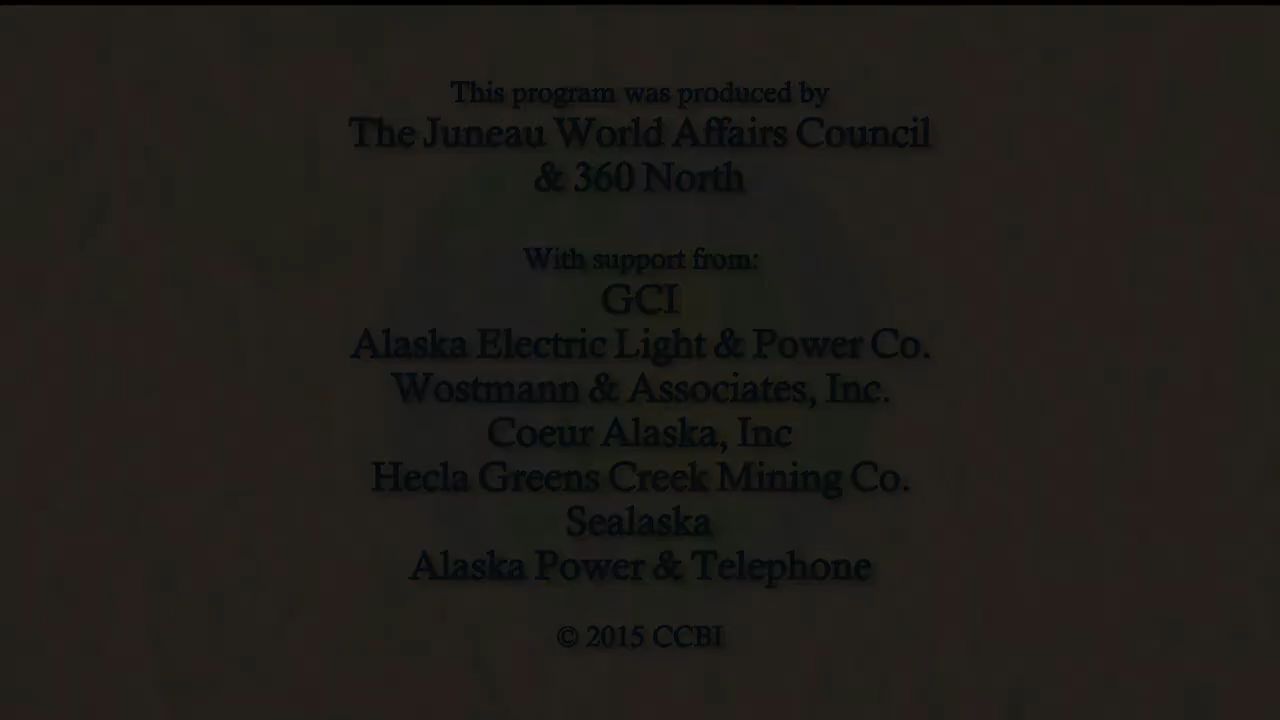 This program was produced by
The Juneau World Affairs Council
& 360 North
With support from:
GCI
Alaska Electric Light & Power Co.
Wostmann & Associates, Inc.
Coeur Alaska, Inc
Hecla Greens Creek Mining Co.
Sealaska
Alaska Power & Telephone
© 2015 CCBI